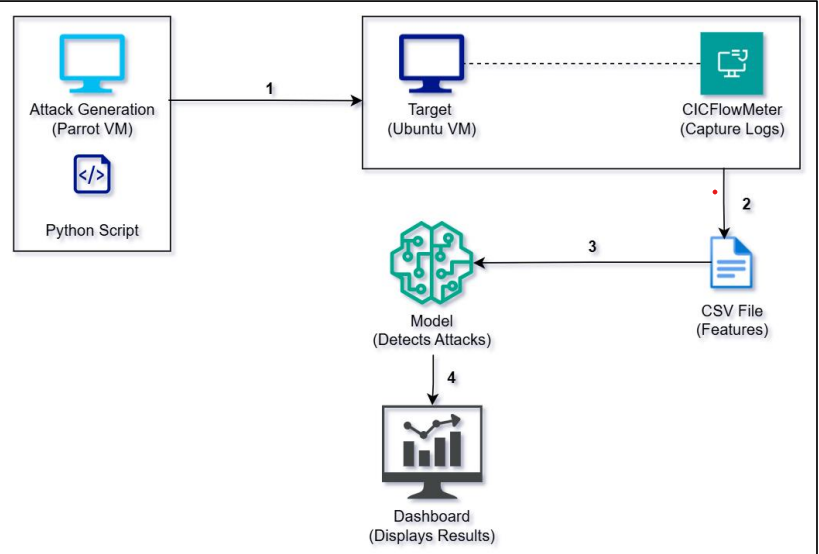 1
Attack Generation
(Parrot VM)
</>
Python Script
Target
(Ubuntu VM)
CICFlowMeter
(Capture Logs)
2
3
CSV File
(Features)
Model
(Detects Attacks)
4
Dashboard
(Displays Results)